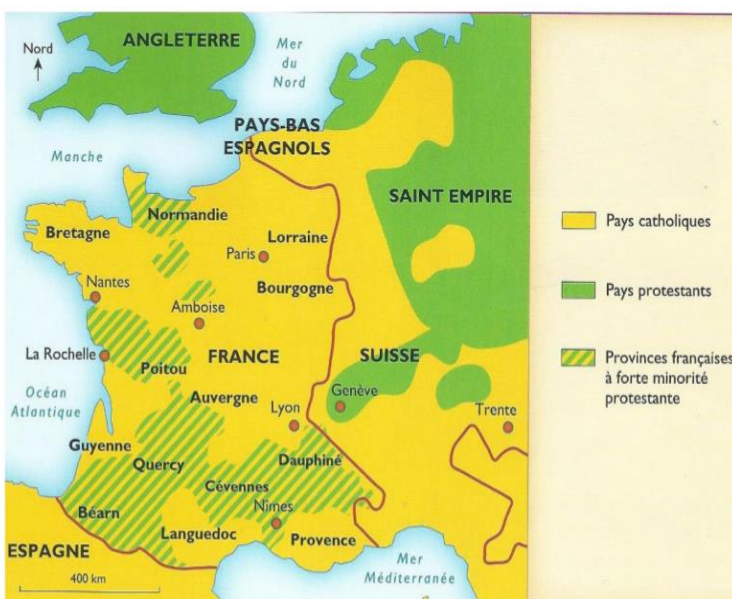 ANGLETERRE
Nord
Mer
du
Nord
PAYS-BAS
ESPAGNOLS
Manche
SAINT EMPIRE
Normandie
Bretagne
Lorraine
Paris
Bourgogne
Nantes
Amboise
La Rochelle
FRANCE
SUISSE
Poitou
Océan
Atlantique
Auvergne
Genève
Lyon
Trente
Guyenne
Quercy
Dauphiné
Cévennes
Béarn
Nîmes
Languedoc
Provence
ESPAGNE
Mer
Méditerranée
400 km
Pays catholiques
Pays protestants
Provinces françaises
à forte minorité
protestante